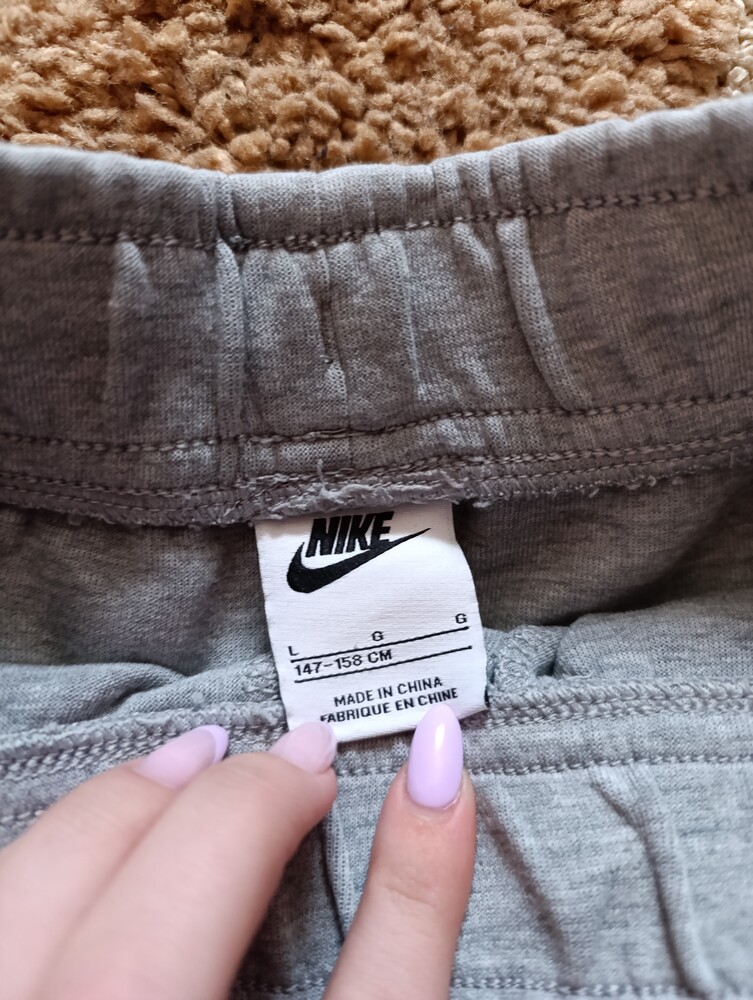 NIKE
L G G
147-158 CM
MADE IN CHINA
FABRIQUE EN CHINE